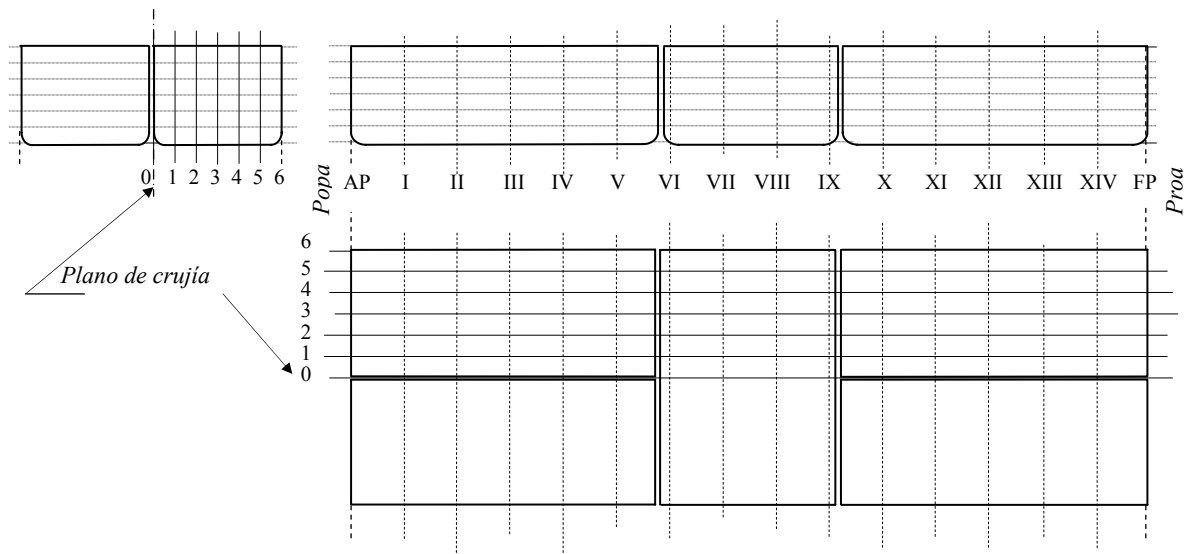 0 1 2 3 4 5 6
Popa
AP I II III IV V VI VII VIII IX X XI XII XIII XIV FP
Proa
Plano de crujía
6
5
4
3
2
1
0